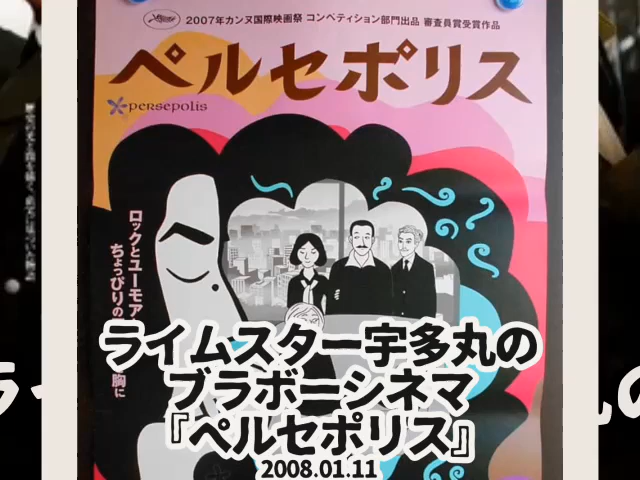 2007年カンヌ国際映画祭 コンペティション部門出品 審査員賞受賞作品
ペルセポリス
persepolis
ロックとユーモア
ちょっぴりの
胸に
ライムスター宇多丸の
ブラボー=シネマ
『ペルセポリス』
2008.01.11